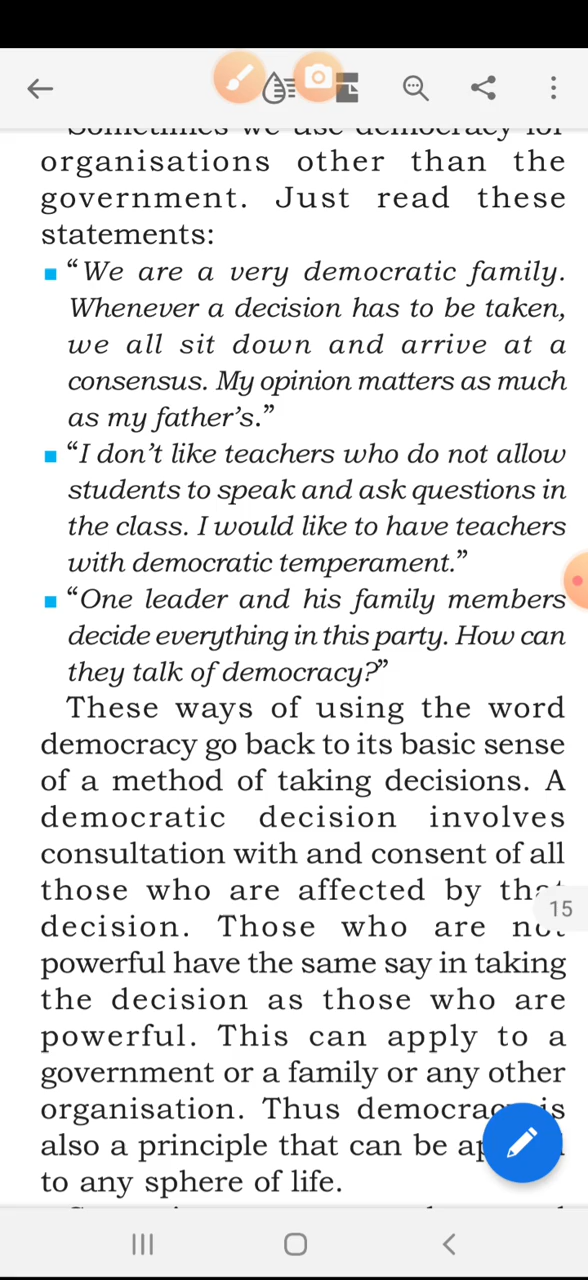 Sometimes we use democracy for
organisations other than the
government. Just read these
statements:
“We are a very democratic family.
Whenever a decision has to be taken,
we all sit down and arrive at a
consensus. My opinion matters as much
as my father’s.”
“I don’t like teachers who do not allow
students to speak and ask questions in
the class. I would like to have teachers
with democratic temperament.”
“One leader and his family members
decide everything in this party. How can
they talk of democracy?”
These ways of using the word
democracy go back to its basic sense
of a method of taking decisions. A
democratic decision involves
consultation with and consent of all
those who are affected by that
15
decision. Those who are not
powerful have the same say in taking
the decision as those who are
powerful. This can apply to a
government or a family or any other
organisation. Thus democracy is
also a principle that can be
to any sphere of life.